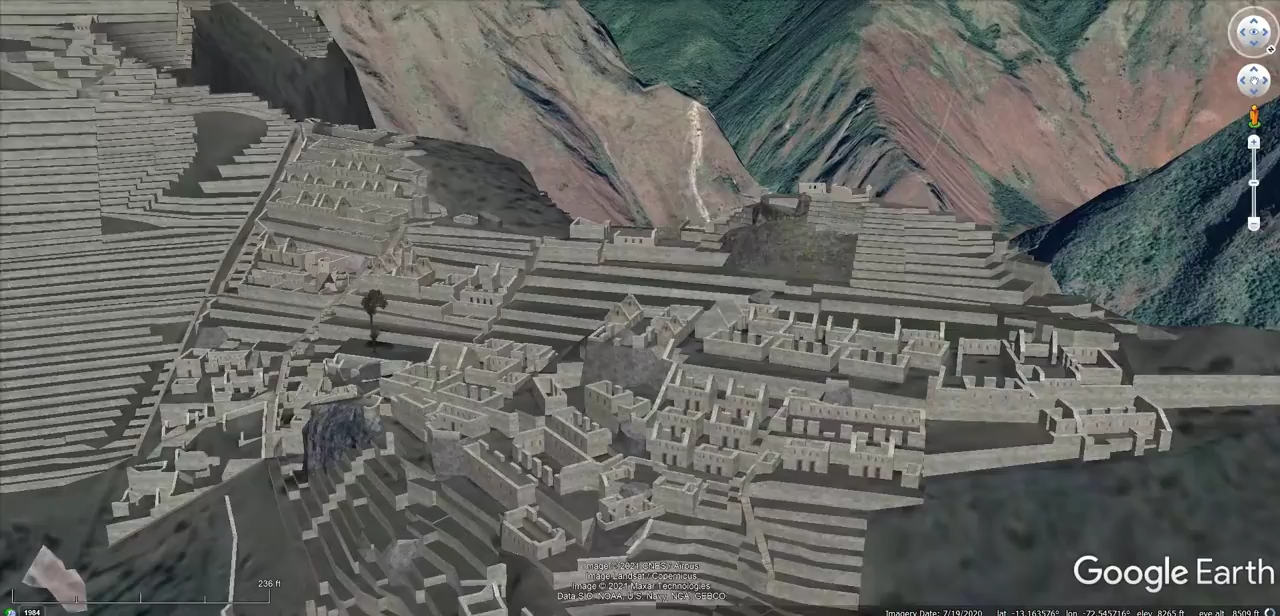 236 ft
Image © 2021 CNES / Airbus
Image Landsat / Copernicus
Image © 2021 Maxar Technologies
Data SIO, NOAA, U.S. Navy, NGA, GEBCO
Google Earth
1984
Imagery Date: 7/19/2020 lat -13.163576° lon -72.545716° elev 8265 ft eye alt 8509 ft